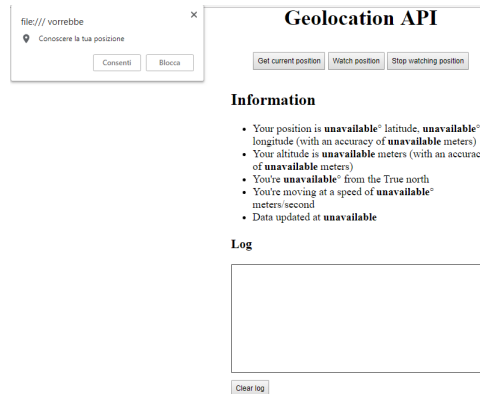 file:/// vorrebbe
Conoscere la tua posizione
Consenti Blocca
Geolocation API
Get current position Watch position Stop watching position
Information
Your position is unavailable° latitude, unavailable°
longitude (with an accuracy of unavailable meters)
Your altitude is unavailable meters (with an accurac
of unavailable meters)
You're unavailable° from the True north
You're moving at a speed of unavailable°
meters/second
Data updated at unavailable
Log
Clear log